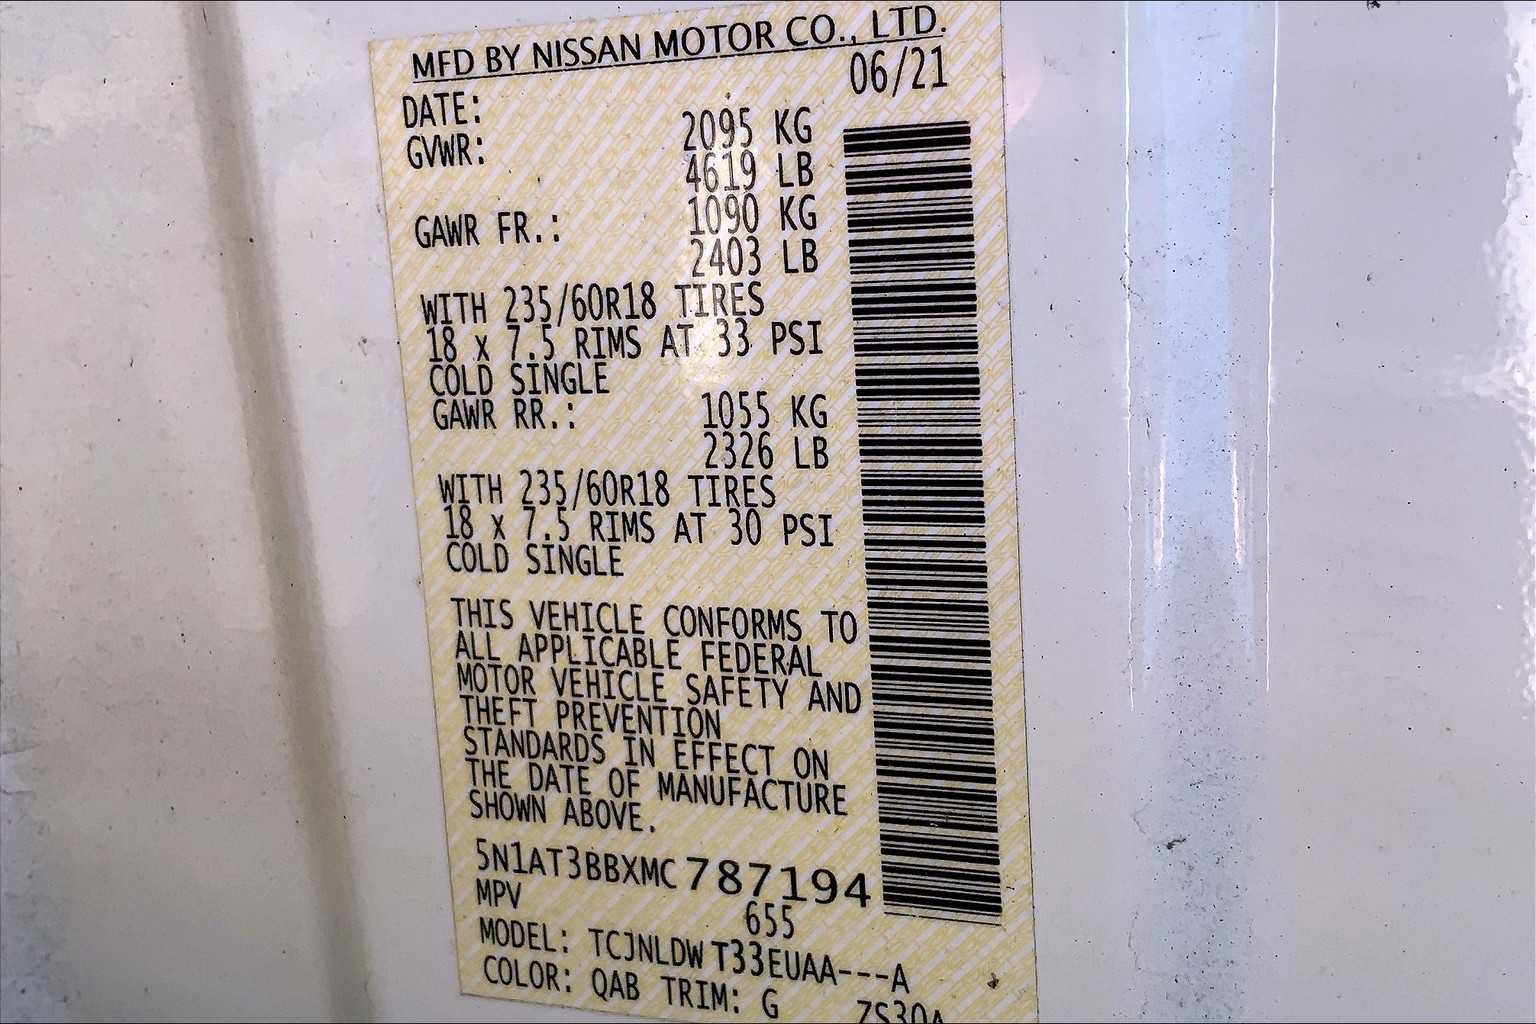 MFD BY NISSAN MOTOR CO., LTD.
DATE: 06/21
GVWR: 2095 KG
4619 LB
GAWR FR.: 1090 KG
2403 LB
WITH 235/60R18 TIRES
18 x 7.5 RIMS AT 33 PSI
COLD SINGLE
GAWR RR.: 1055 KG
2326 LB
WITH 235/60R18 TIRES
18 x 7.5 RIMS AT 30 PSI
COLD SINGLE
THIS VEHICLE CONFORMS TO
ALL APPLICABLE FEDERAL
MOTOR VEHICLE SAFETY AND
THEFT PREVENTION
STANDARDS IN EFFECT ON
THE DATE OF MANUFACTURE
SHOWN ABOVE.
5N1AT3BBXMC787194
MPV 655
MODEL: TCJNLDWT33EUAA---A
COLOR: QAB TRIM: G ZS30A